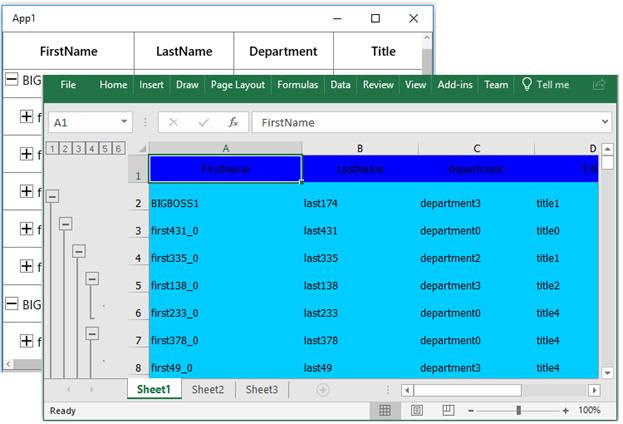 App1
FirstName LastName Department Title
BIG
f
f
f
f
f
BIG
f
File Home Insert Draw Page Layout Formulas Data Review View Add-ins Team Tell me
A1 fx FirstName
1 2 3 4 5 6 A B C D
1 FirstName LastName Department
2 BIGBOSS1 last174 department3 title1
3 first431_0 last431 department0 title0
4 first335_0 last335 department2 title1
5 first138_0 last138 department3 title2
6 first233_0 last233 department0 title4
7 first378_0 last378 department0 title4
8 first49_0 last49 department3 title4
Sheet1 Sheet2 Sheet3
Ready 100%